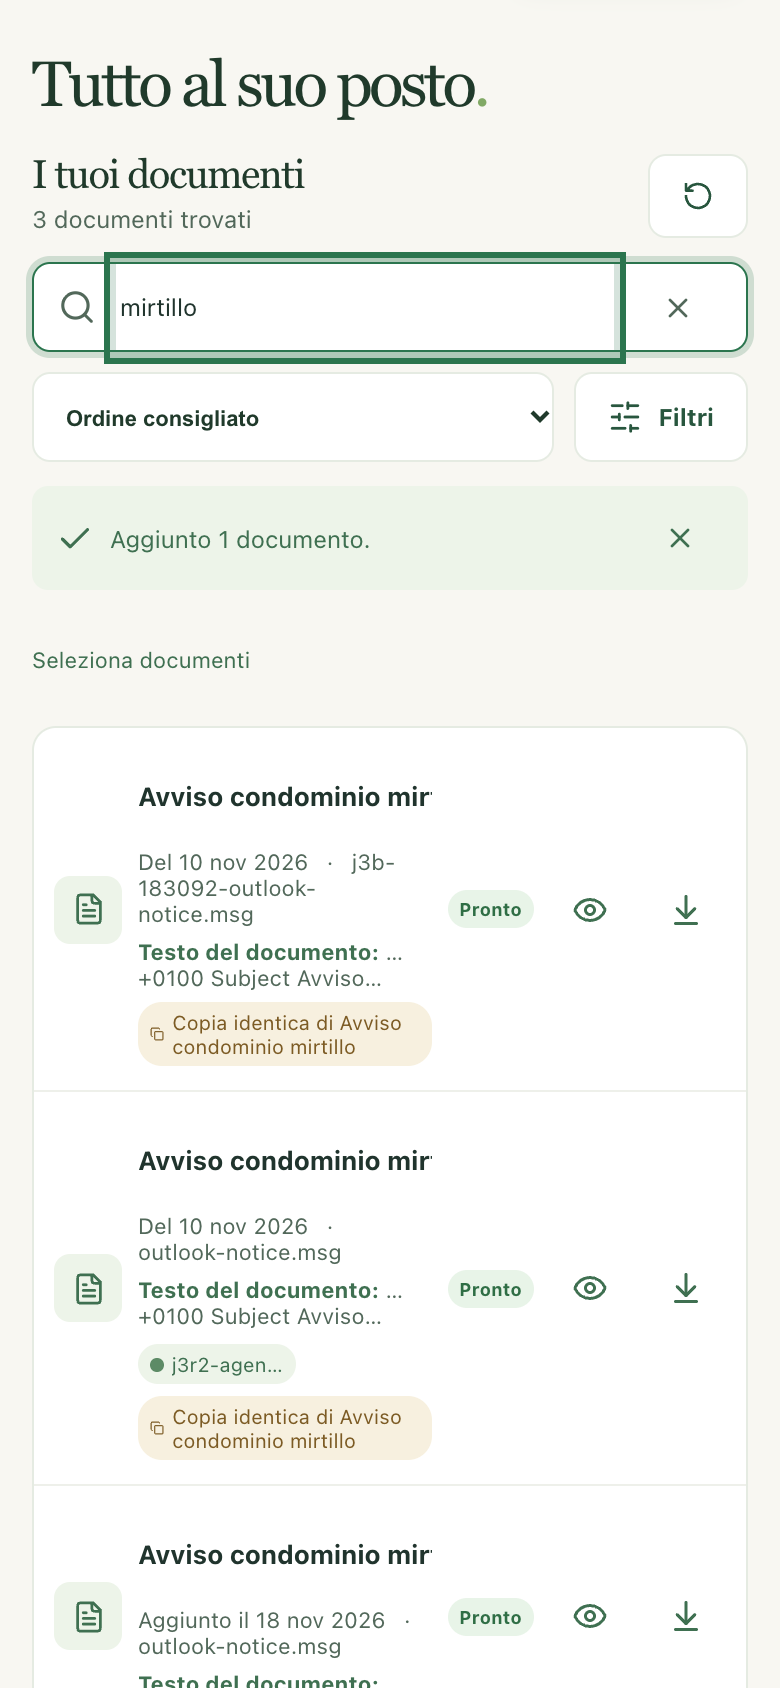 Tutto al suo posto.
I tuoi documenti
3 documenti trovati
mirtillo
Ordine consigliato
Filtri
Aggiunto 1 documento.
Seleziona documenti
Avviso condominio mir
Del 10 nov 2026 · j3b-
183092-outlook-
notice.msg
Pronto
Testo del documento: ...
+0100 Subject Avviso...
Copia identica di Avviso
condominio mirtillo
Avviso condominio mir
Del 10 nov 2026 ·
outlook-notice.msg
Pronto
Testo del documento: ...
+0100 Subject Avviso...
j3r2-agen...
Copia identica di Avviso
condominio mirtillo
Avviso condominio mir
Aggiunto il 18 nov 2026 ·
outlook-notice.msg
Pronto
Testo del documento: